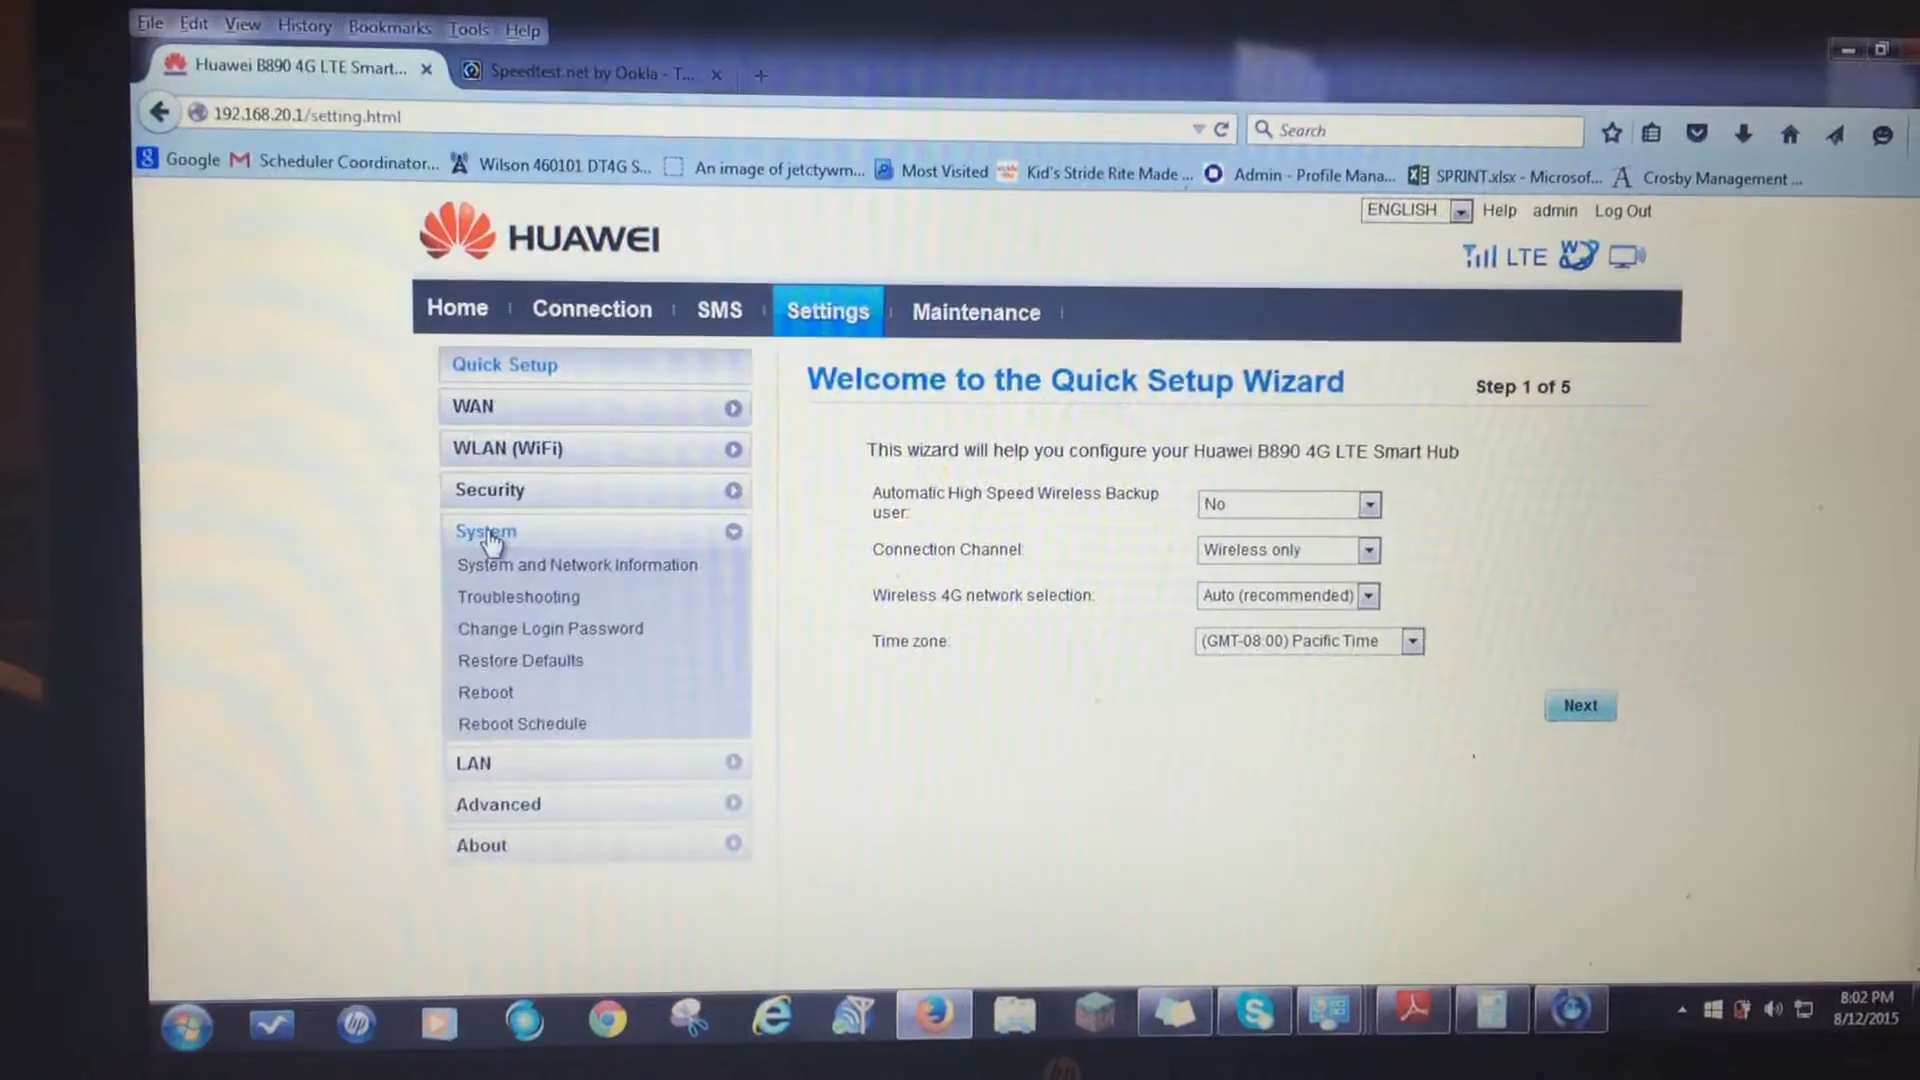 File Edit View History Bookmarks Tools Help
Huawei B890 4G LTE Smart... × Speedtest.net by Ookla - T... × +
192.168.20.1/setting.html Search
Google Scheduler Coordinator... Wilson 460101 DT4G S... An image of jetctywm... Most Visited Kid's Stride Rite Made ... Admin - Profile Mana... SPRINT.xlsx - Microsof... Crosby Management ...
ENGLISH Help admin Log Out
HUAWEI
LTE
Home Connection SMS Settings Maintenance
Quick Setup
WAN
WLAN (WiFi)
Security
System
System and Network Information
Troubleshooting
Change Login Password
Restore Defaults
Reboot
Reboot Schedule
LAN
Advanced
About
Welcome to the Quick Setup Wizard Step 1 of 5
This wizard will help you configure your Huawei B890 4G LTE Smart Hub
Automatic High Speed Wireless Backup
user: No
Connection Channel: Wireless only
Wireless 4G network selection: Auto (recommended)
Time zone: (GMT-08:00) Pacific Time
Next
8:02 PM
8/12/2015
hp